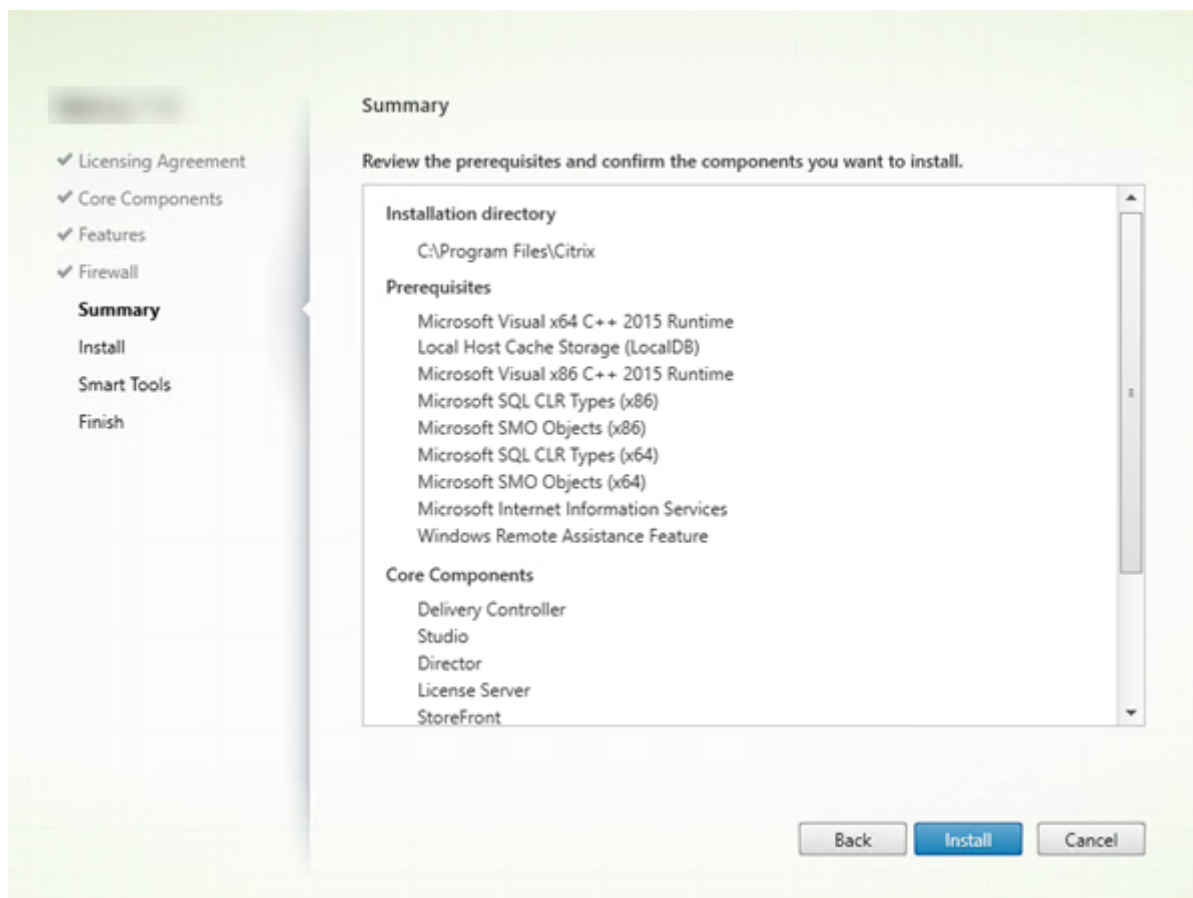 Summary
Licensing Agreement
Core Components
Features
Firewall
Summary
Install
Smart Tools
Finish
Review the prerequisites and confirm the components you want to install.
Installation directory
C:\Program Files\Citrix
Prerequisites
Microsoft Visual x64 C++ 2015 Runtime
Local Host Cache Storage (LocalDB)
Microsoft Visual x86 C++ 2015 Runtime
Microsoft SQL CLR Types (x86)
Microsoft SMO Objects (x86)
Microsoft SQL CLR Types (x64)
Microsoft SMO Objects (x64)
Microsoft Internet Information Services
Windows Remote Assistance Feature
Core Components
Delivery Controller
Studio
Director
License Server
StoreFront
Back
Install
Cancel